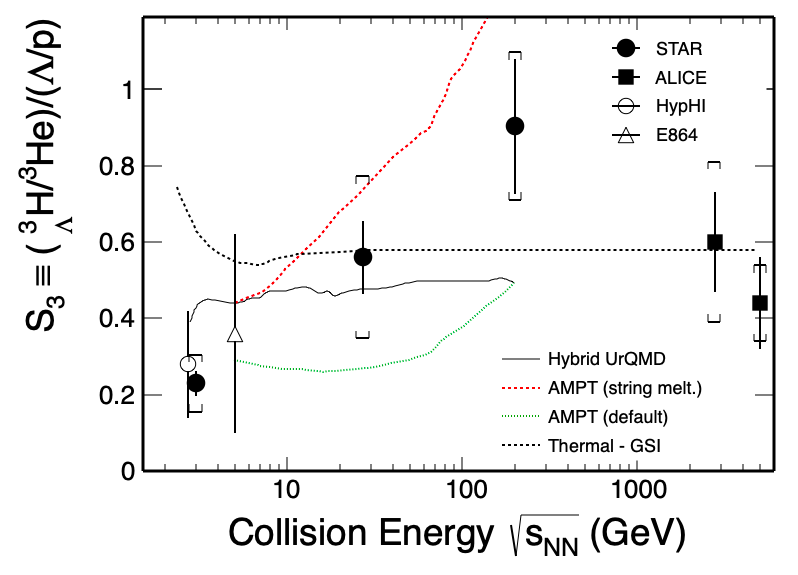 S₃ ≡ ( ³ΛH/³He)/(Λ/p)
1
0.8
0.6
0.4
0.2
0
STAR
ALICE
HypHI
E864
Hybrid UrQMD
AMPT (string melt.)
AMPT (default)
Thermal - GSI
10
100
1000
Collision Energy √sNN (GeV)